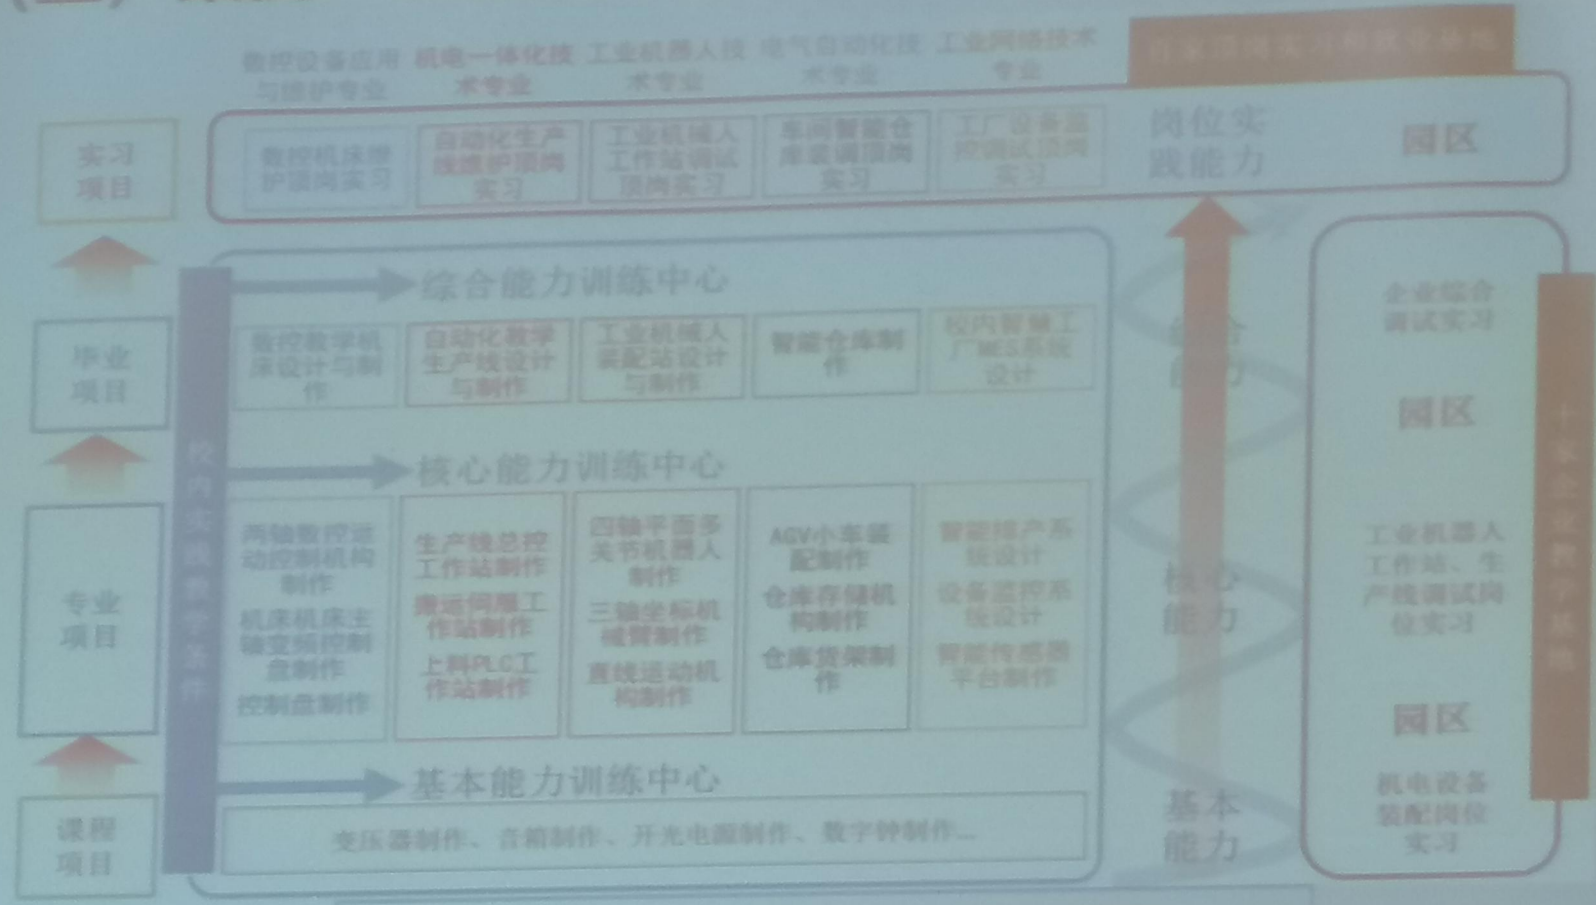 数控设备应用
与维护专业
机电一体化技
术专业
工业机器人技
术专业
电气自动化技
术专业
工业网络技术
专业
实习
项目
数控机床维
护顶岗实习
自动化生产
线维护顶岗
实习
工业机械人
工作站调试
顶岗实习
车间智能仓
库装调顶岗
实习
工厂设备监
控调试顶岗
实习
岗位实
践能力
园区
综合能力训练中心
毕业
项目
数控教学机
床设计与制
作
自动化教学
生产线设计
与制作
工业机械人
装配站设计
与制作
智能仓库制
作
校内智慧工
厂MES系统
设计
企业综合
调试实习
园区
校内实践教学条件
核心能力训练中心
专业
项目
两轴数控运
动控制机构
制作
机床机床主
轴变频控制
盘制作
控制盘制作
生产线总控
工作站制作
搬运伺服工
作站制作
上料PLC工
作站制作
四轴平面多
关节机器人
制作
三轴坐标机
械臂制作
直线运动机
构制作
AGV小车装
配制作
仓库存储机
构制作
仓库货架制
作
智能排产系
统设计
设备监控系
统设计
智能传感器
平台制作
核心
能力
工业机器人
工作站、生
产线调试岗
位实习
园区
基本能力训练中心
课程
项目
变压器制作、音箱制作、开光电源制作、数字钟制作...
基本
能力
机电设备
装配岗位
实习